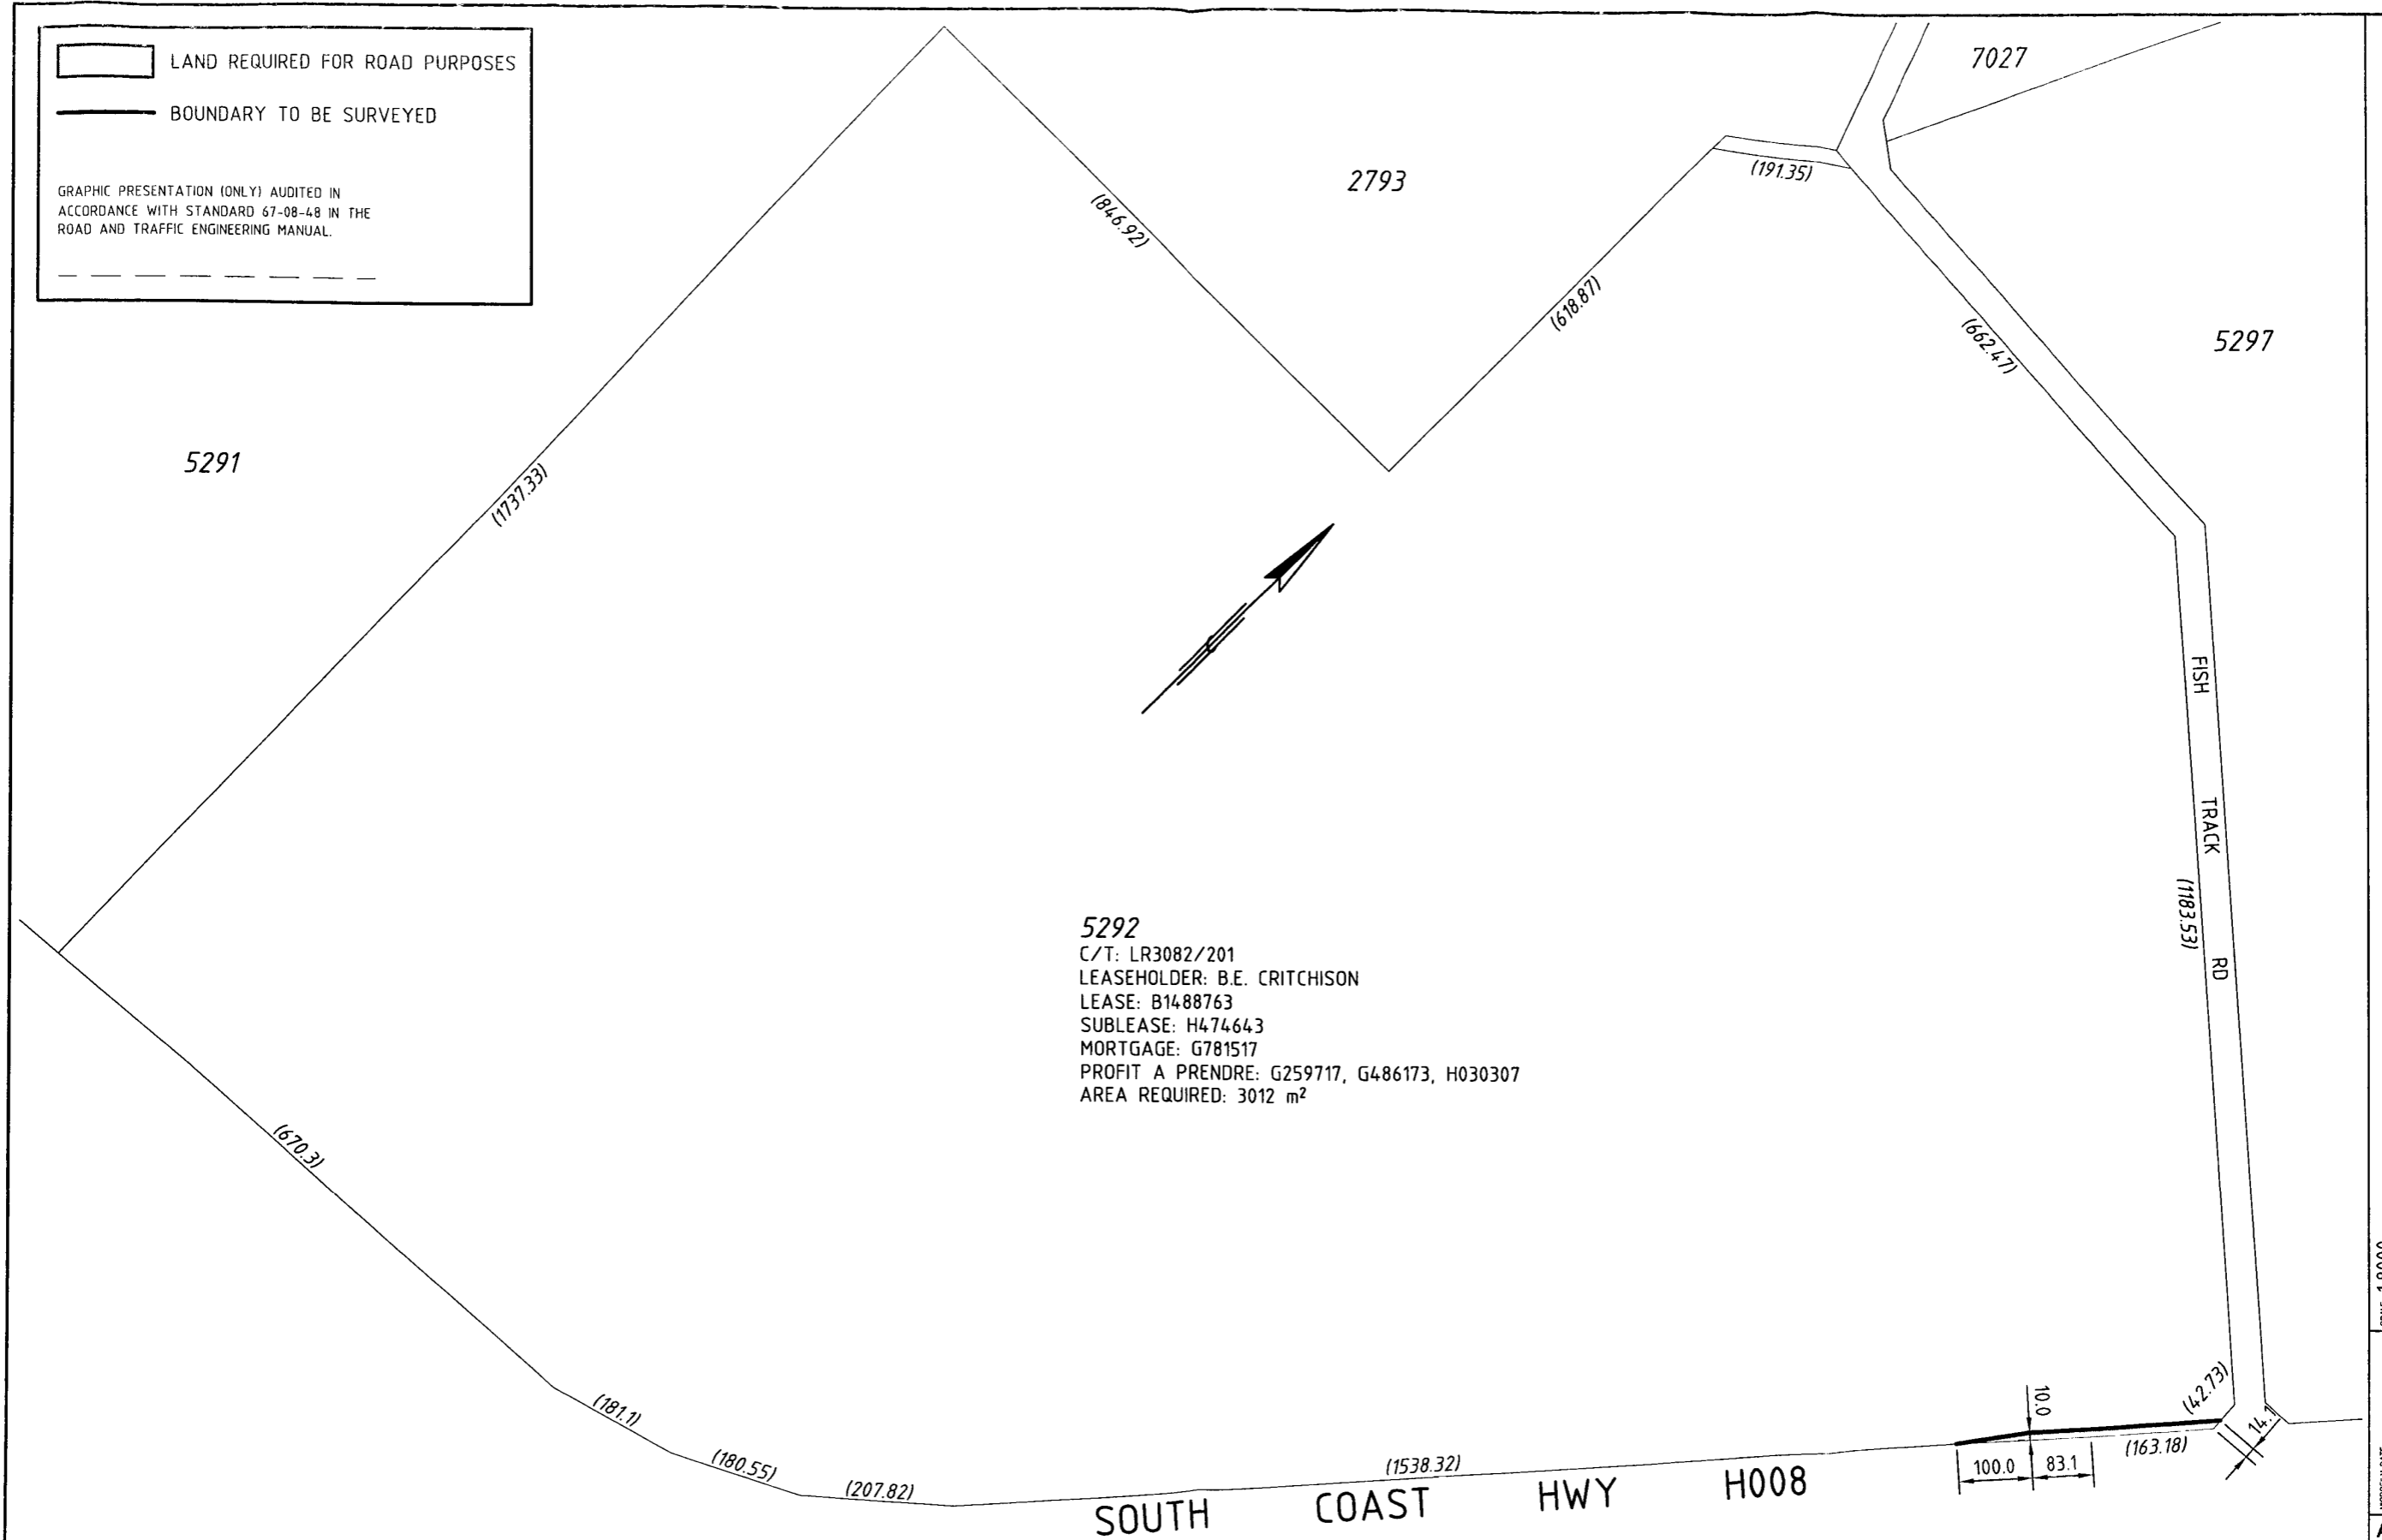 LAND REQUIRED FOR ROAD PURPOSES
BOUNDARY TO BE SURVEYED
GRAPHIC PRESENTATION (ONLY) AUDITED IN
ACCORDANCE WITH STANDARD 67-08-48 IN THE
ROAD AND TRAFFIC ENGINEERING MANUAL.
7027
2793
(191.35)
(846.92)
(618.87)
(662.47)
5297
5291
(1737.33)
FISH TRACK RD
(1183.53)
5292
C/T: LR3082/201
LEASEHOLDER: B.E. CRITCHISON
LEASE: B1488763
SUBLEASE: H474643
MORTGAGE: G781517
PROFIT A PRENDRE: G259717, G486173, H030307
AREA REQUIRED: 3012 m²
(670.3)
(181.1)
(180.55)
(207.82)
(1538.32)
10.0
(42.73)
14.1
(163.18)
100.0
83.1
SOUTH COAST HWY H008